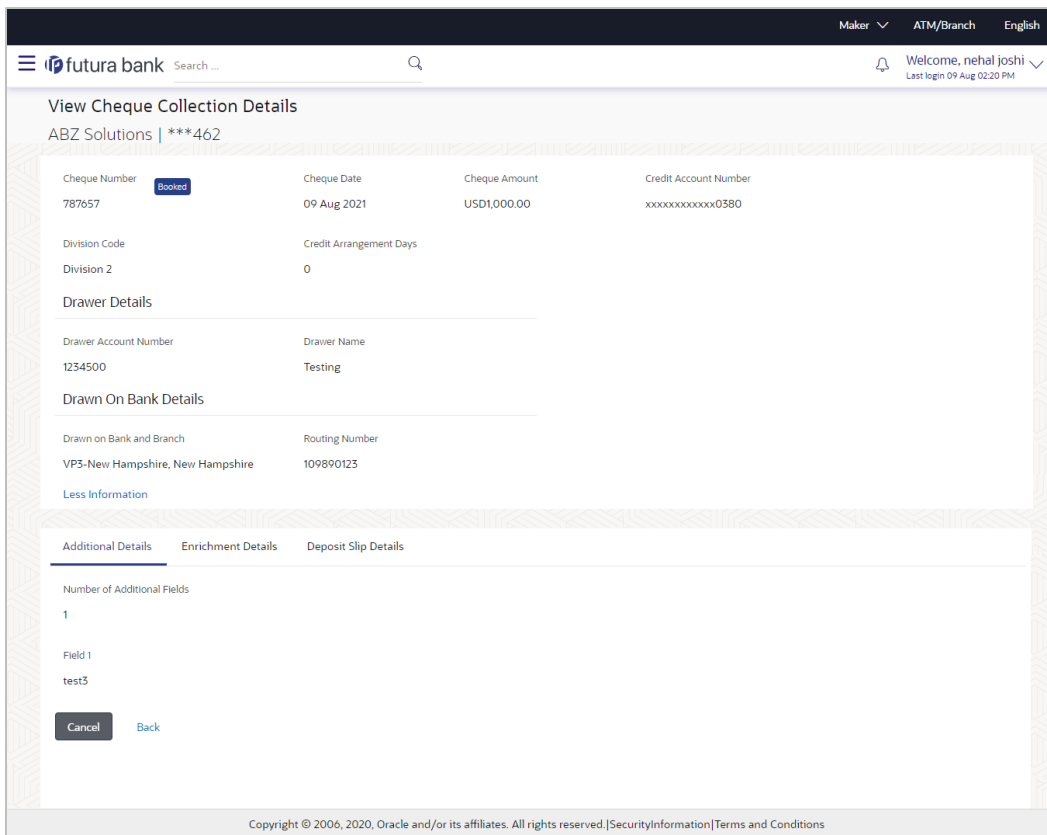 Maker ATM/Branch English
futura bank Search ... Welcome, nehal joshi
Last login 09 Aug 02:20 PM
View Cheque Collection Details
ABZ Solutions | ***462
Cheque Number Booked Cheque Date Cheque Amount Credit Account Number
787657 09 Aug 2021 USD1,000.00 xxxxxxxxxxxx0380
Division Code Credit Arrangement Days
Division 2 0
Drawer Details
Drawer Account Number Drawer Name
1234500 Testing
Drawn On Bank Details
Drawn on Bank and Branch Routing Number
VP3-New Hampshire, New Hampshire 109890123
Less Information
Additional Details Enrichment Details Deposit Slip Details
Number of Additional Fields
1
Field 1
test3
Cancel Back
Copyright © 2006, 2020, Oracle and/or its affiliates. All rights reserved.|SecurityInformation|Terms and Conditions